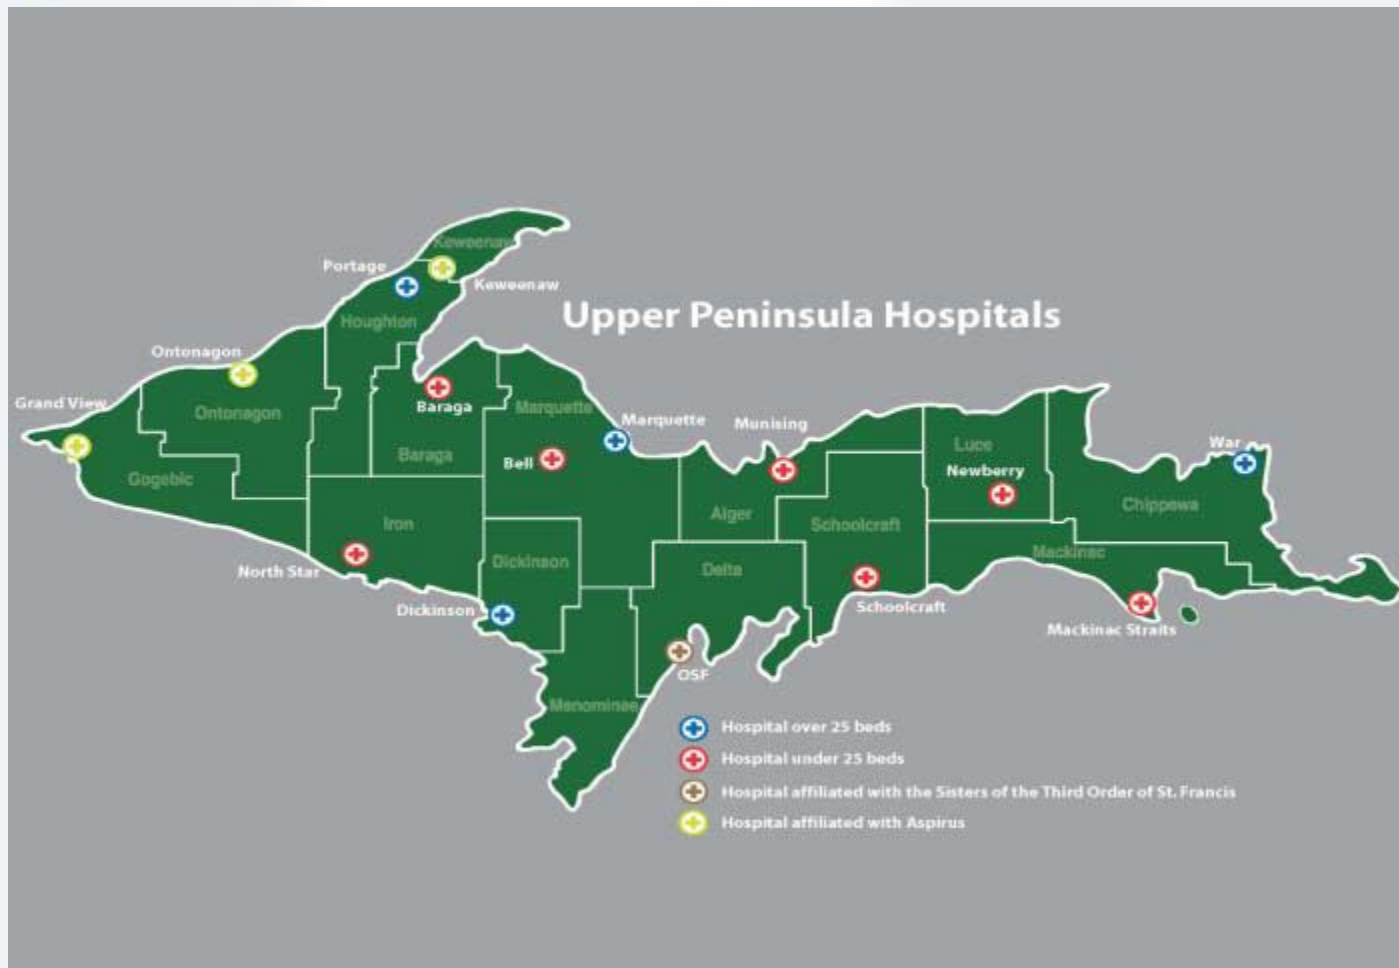 Keweenaw
Portage
Keweenaw
Upper Peninsula Hospitals
Houghton
Ontonagon
Grand View
Ontonagon
Baraga
Marquette
Marquette
Munising
War
Luce
Baraga
Bell
Newberry
Gogebic
Chippewa
Alger
Iron
Schoolcraft
Mackinac
North Star
Dickinson
Delta
Dickinson
Schoolcraft
Mackinac Straits
OSF
Menominee
Hospital over 25 beds
Hospital under 25 beds
Hospital affiliated with the Sisters of the Third Order of St. Francis
Hospital affiliated with Aspirus